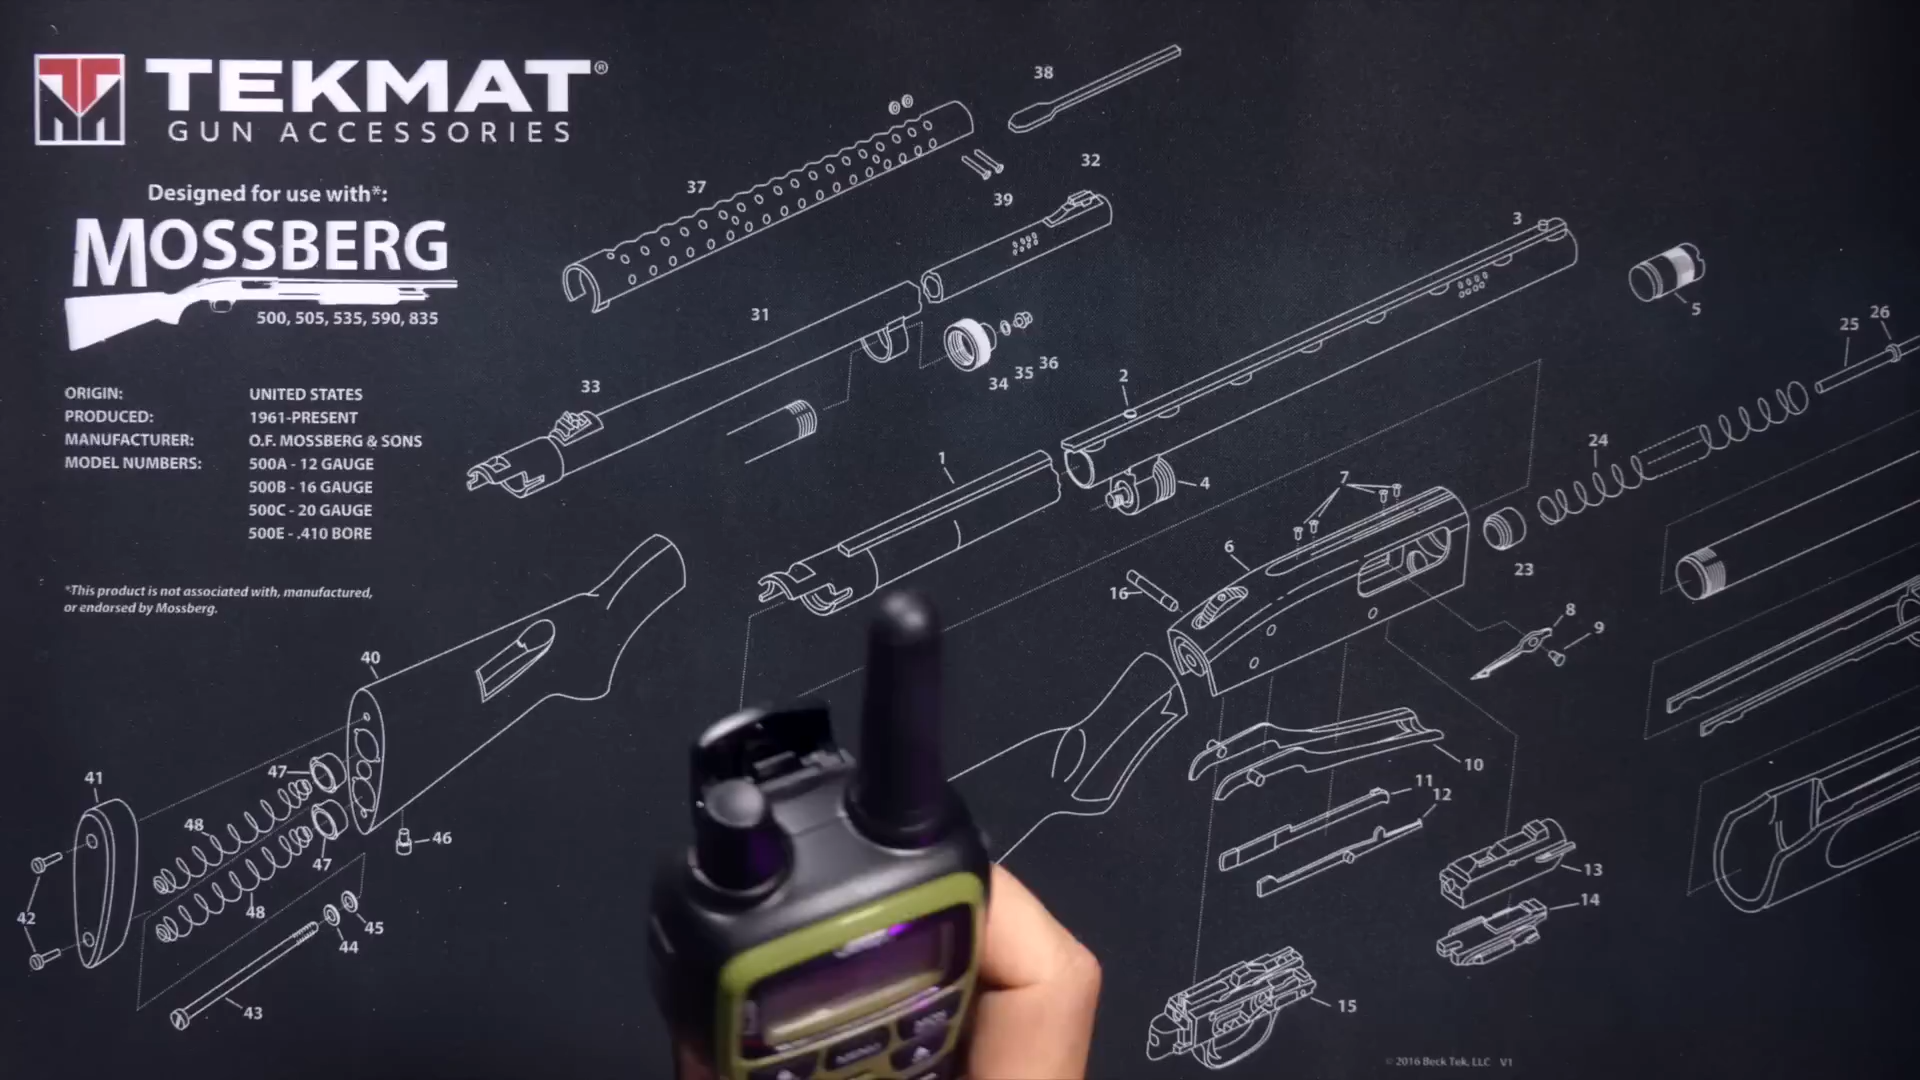 TEKMAT®
GUN ACCESSORIES
Designed for use with*:
MOSSBERG
500, 505, 535, 590, 835
ORIGIN: UNITED STATES
PRODUCED: 1961-PRESENT
MANUFACTURER: O.F. MOSSBERG & SONS
MODEL NUMBERS: 500A - 12 GAUGE
500B - 16 GAUGE
500C - 20 GAUGE
500E - .410 BORE
*This product is not associated with, manufactured,
or endorsed by Mossberg.
38
37
32
39
3
31
5
26
25
36
35
34
33
2
24
1
4
7
6
23
16
8
9
40
10
41
47
11
12
48
46
47
13
42
48
14
45
44
43
15
MENU
© 2016 Beck Tek, LLC V1